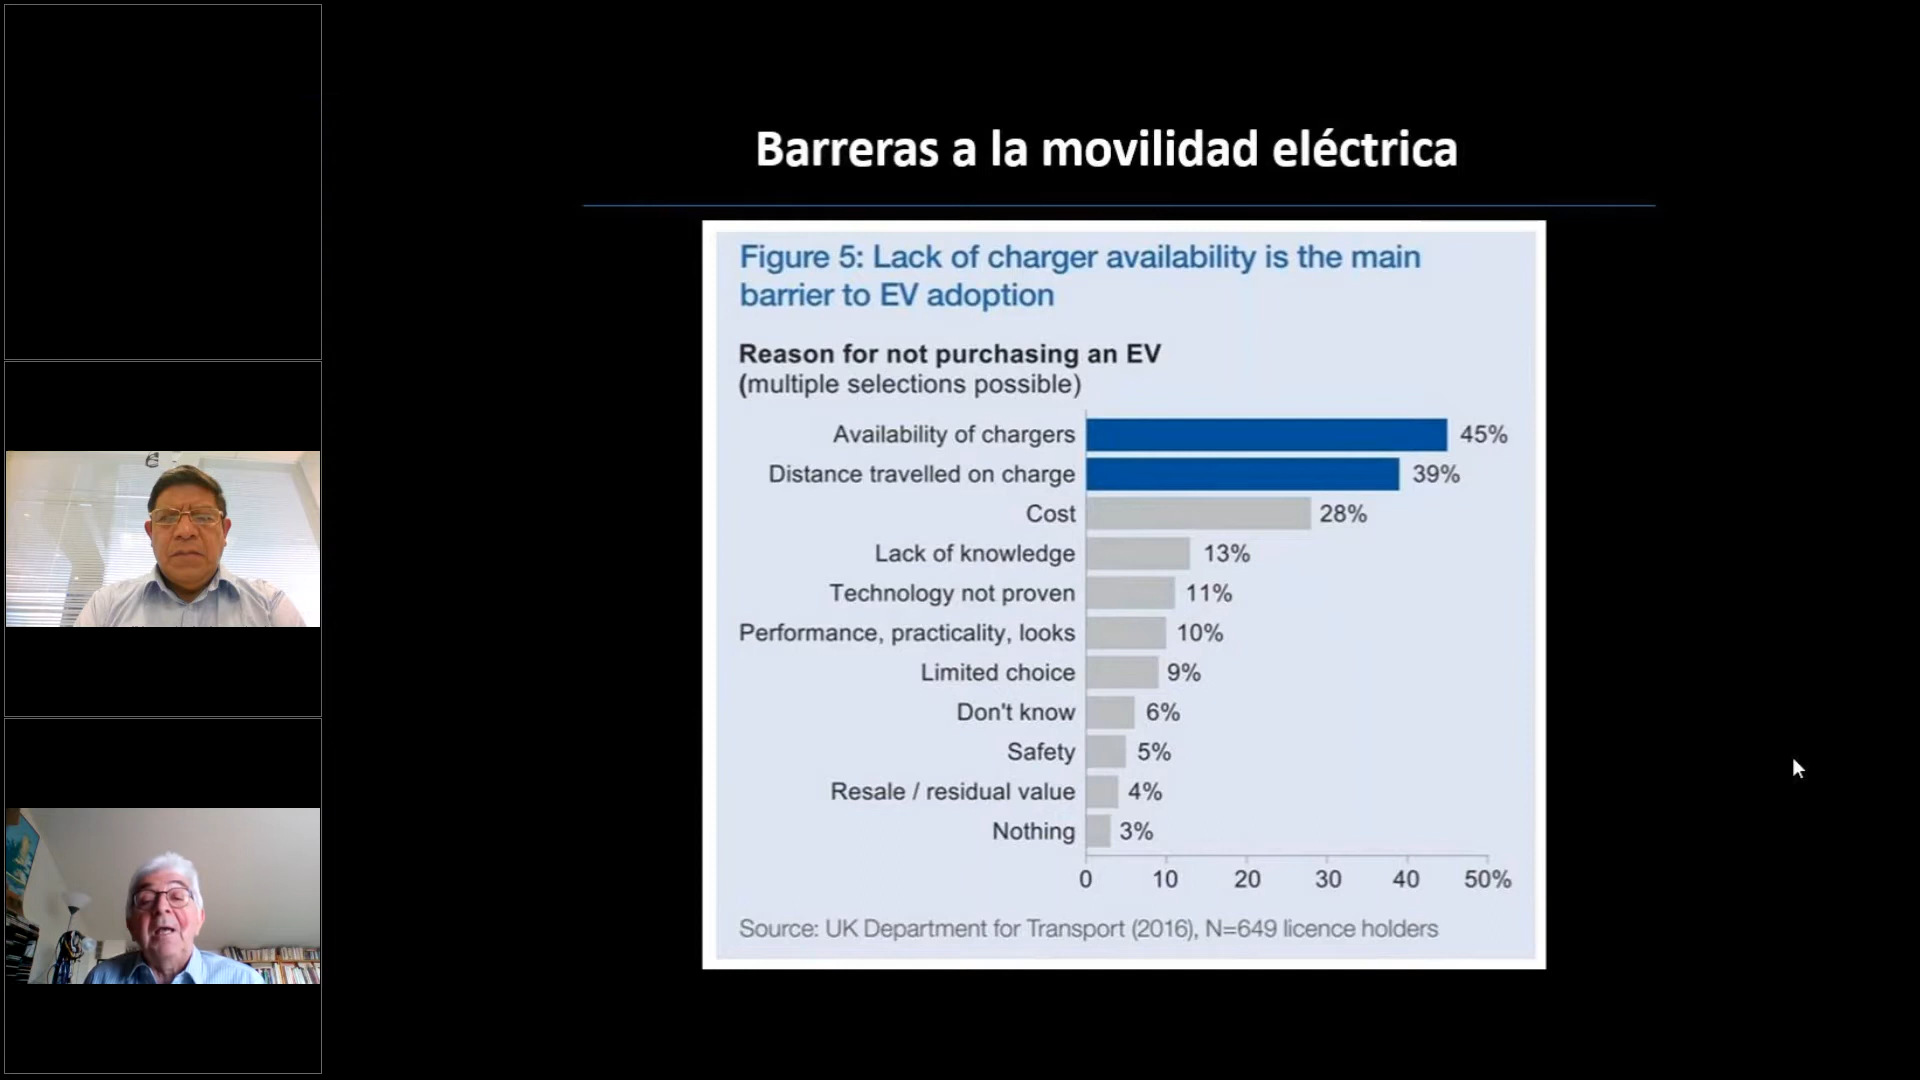 Barreras a la movilidad eléctrica
Figure 5: Lack of charger availability is the main
barrier to EV adoption
Reason for not purchasing an EV
(multiple selections possible)
Availability of chargers 45%
Distance travelled on charge 39%
Cost 28%
Lack of knowledge 13%
Technology not proven 11%
Performance, practicality, looks 10%
Limited choice 9%
Don't know 6%
Safety 5%
Resale / residual value 4%
Nothing 3%
0 10 20 30 40 50%
Source: UK Department for Transport (2016), N=649 licence holders